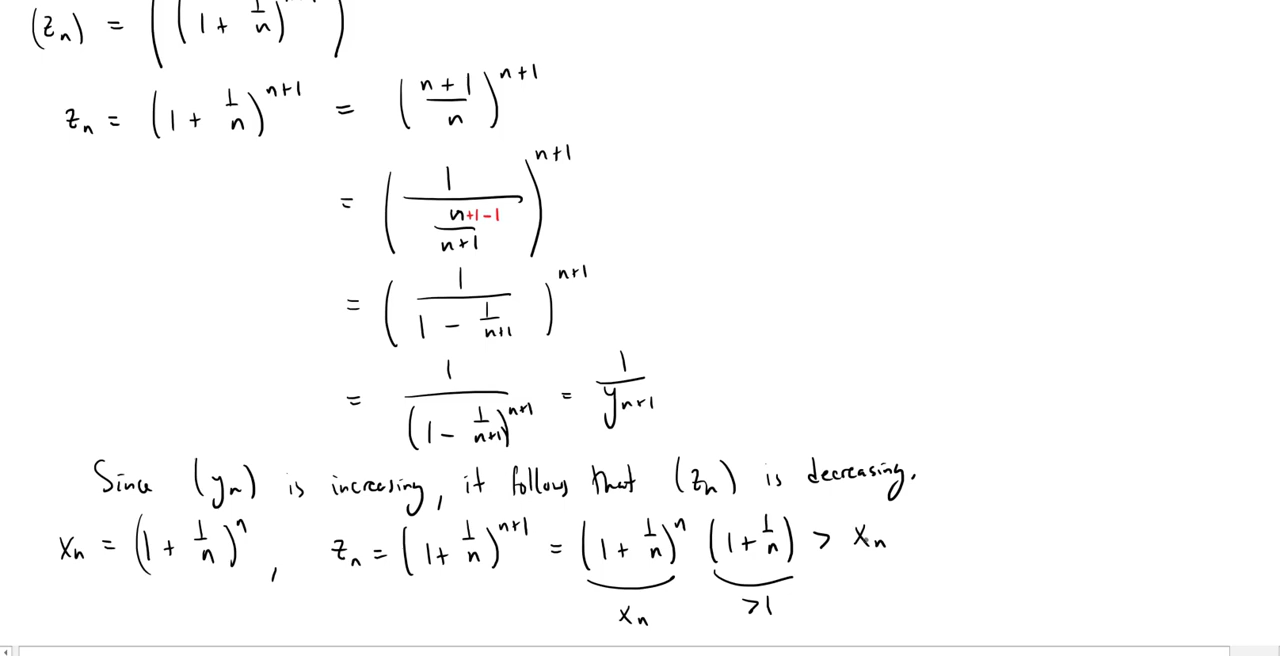 (z_n) = ((1 + 1/n)^{n+1})
z_n = (1 + 1/n)^{n+1} = ((n+1)/n)^{n+1}
= (1/((n+1-1)/(n+1)))^{n+1}
= (1/(1 - 1/(n+1)))^{n+1}
= 1/(1 - 1/(n+1))^{n+1} = 1/y_{n+1}
Since (y_n) is increasing, it follows that (z_n) is decreasing.
x_n = (1 + 1/n)^n, z_n = (1 + 1/n)^{n+1} = (1 + 1/n)^n (1 + 1/n) > x_n
x_n >1